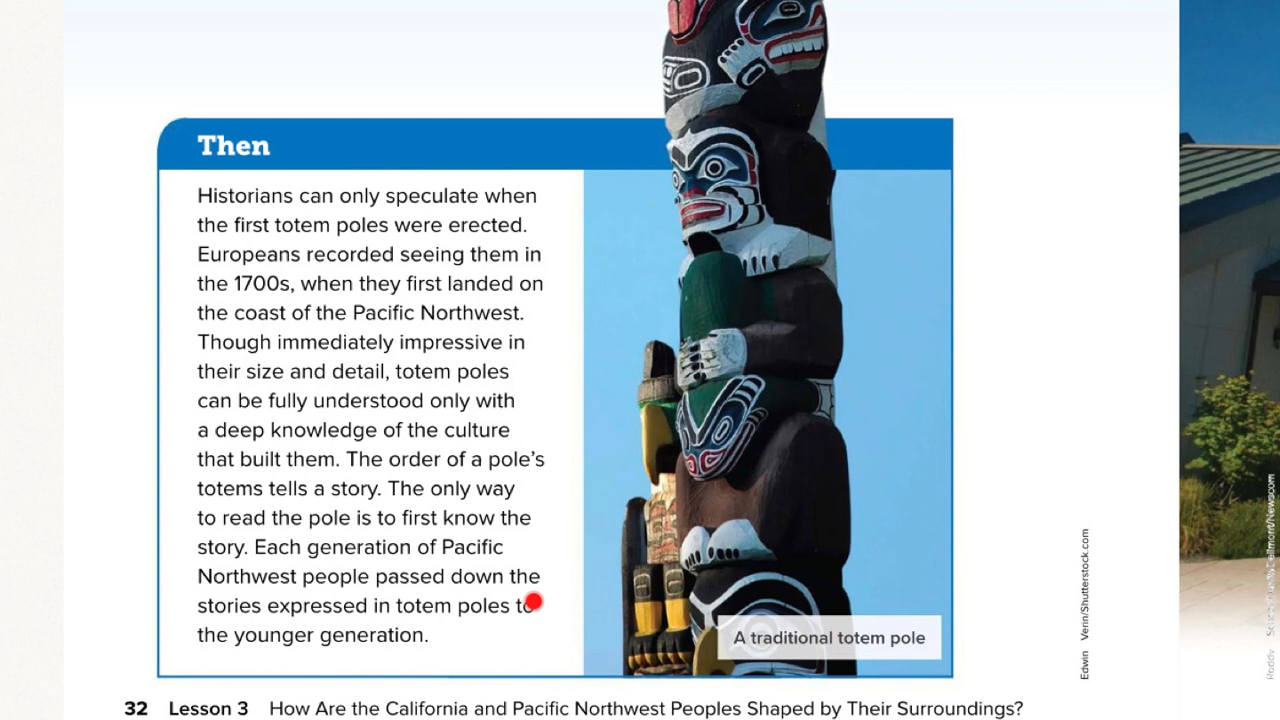 Then
Historians can only speculate when
the first totem poles were erected.
Europeans recorded seeing them in
the 1700s, when they first landed on
the coast of the Pacific Northwest.
Though immediately impressive in
their size and detail, totem poles
can be fully understood only with
a deep knowledge of the culture
that built them. The order of a pole’s
totems tells a story. The only way
to read the pole is to first know the
story. Each generation of Pacific
Northwest people passed down the
stories expressed in totem poles to
the younger generation.
A traditional totem pole
Edwin Verin/Shutterstock.com
32 Lesson 3 How Are the California and Pacific Northwest Peoples Shaped by Their Surroundings?